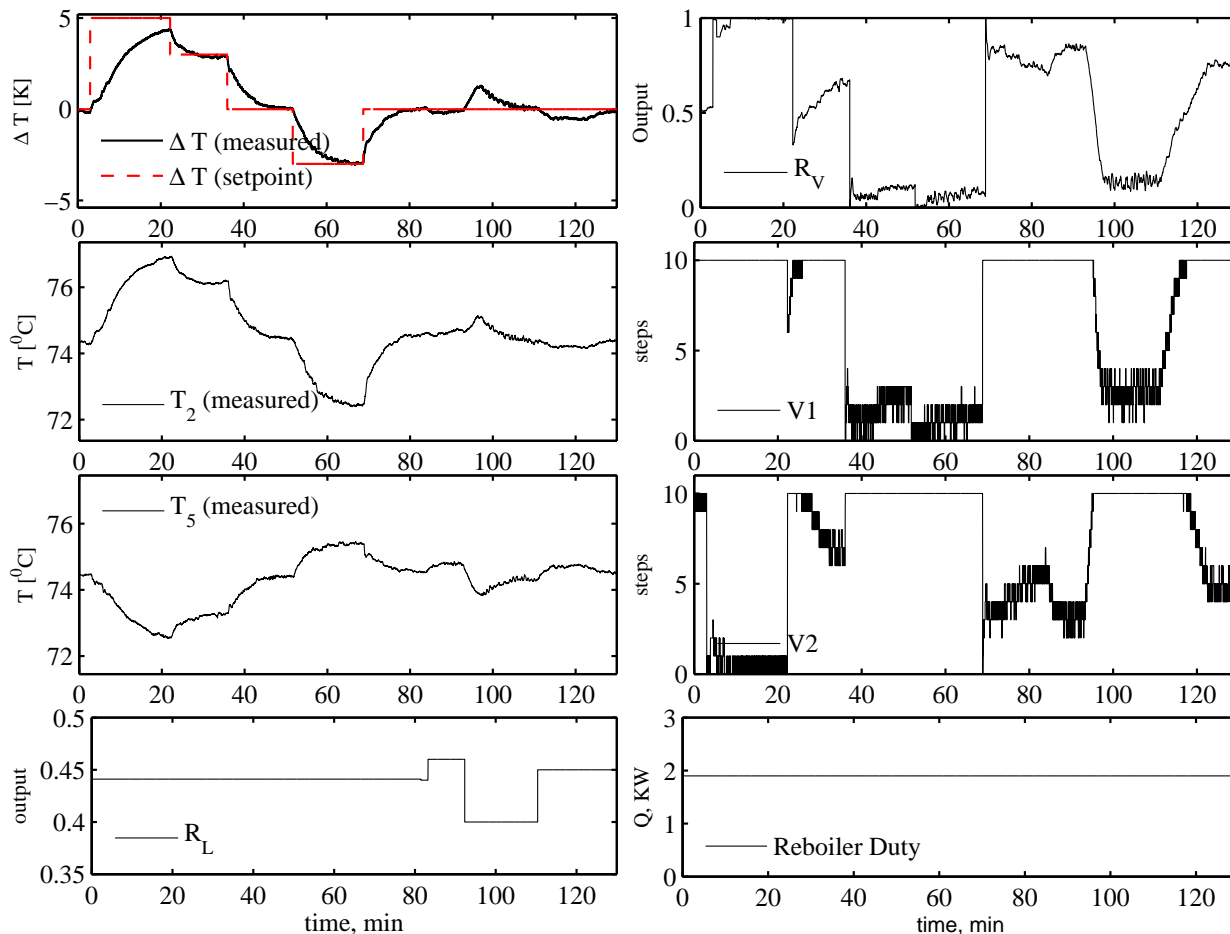 5
0
−5
Δ T [K]
Δ T (measured)
Δ T (setpoint)
0 20 40 60 80 100 120
1
0.5
0
Output
R_V
0 20 40 60 80 100 120
76
74
72
T [⁰C]
T₂ (measured)
0 20 40 60 80 100 120
10
5
0
steps
V1
0 20 40 60 80 100 120
76
74
72
T [⁰C]
T₅ (measured)
0 20 40 60 80 100 120
10
5
0
steps
V2
0 20 40 60 80 100 120
0.5
0.45
0.4
0.35
output
R_L
0 20 40 60 80 100 120
time, min
3
2
1
0
Q, KW
Reboiler Duty
0 20 40 60 80 100 120
time, min